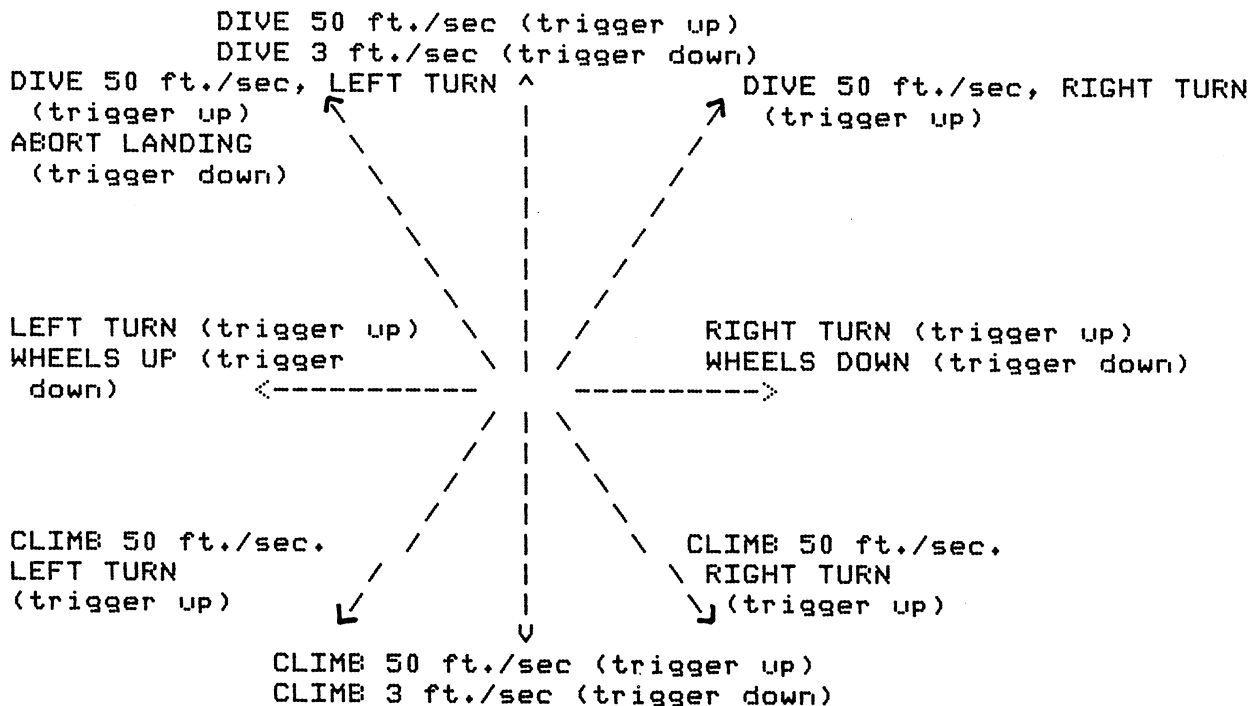 DIVE 50 ft./sec (trigger up)
DIVE 3 ft./sec (trigger down)
DIVE 50 ft./sec, LEFT TURN
(trigger up)
ABORT LANDING
(trigger down)
DIVE 50 ft./sec, RIGHT TURN
(trigger up)
LEFT TURN (trigger up)
WHEELS UP (trigger
down)
RIGHT TURN (trigger up)
WHEELS DOWN (trigger down)
CLIMB 50 ft./sec.
LEFT TURN
(trigger up)
CLIMB 50 ft./sec.
RIGHT TURN
(trigger up)
CLIMB 50 ft./sec (trigger up)
CLIMB 3 ft./sec (trigger down)